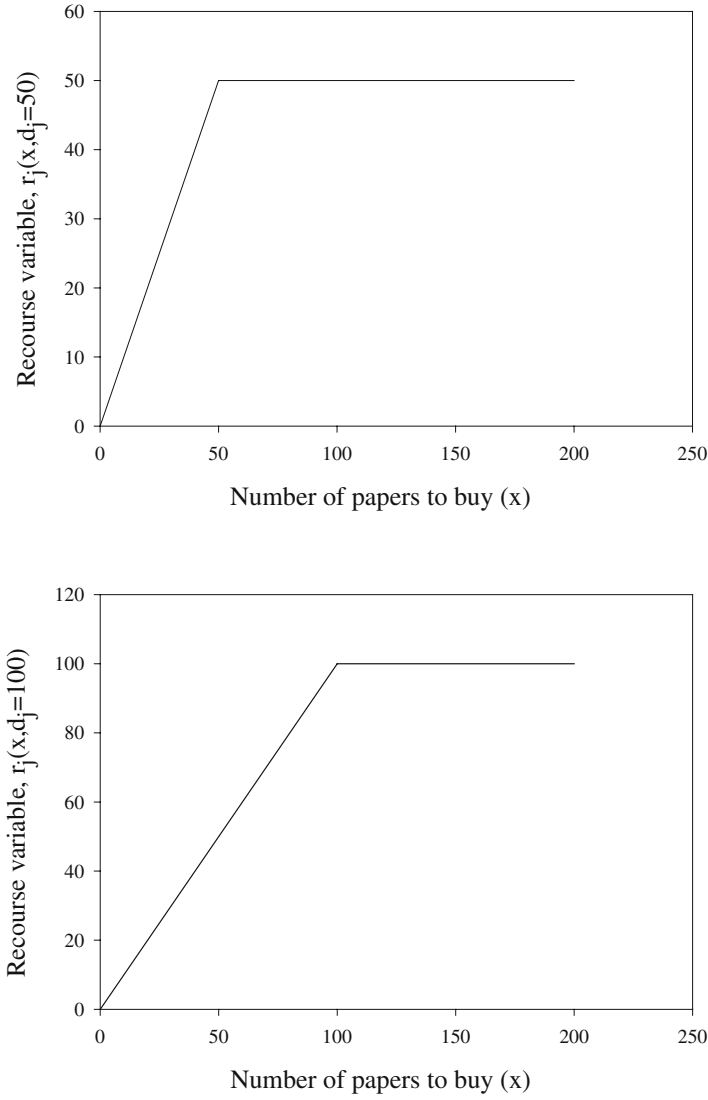 60
50
40
30
20
10
0
Recourse variable, r_j(x,d_j=50)
0 50 100 150 200 250
Number of papers to buy (x)
120
100
80
60
40
20
0
Recourse variable, r_j(x,d_j=100)
0 50 100 150 200 250
Number of papers to buy (x)